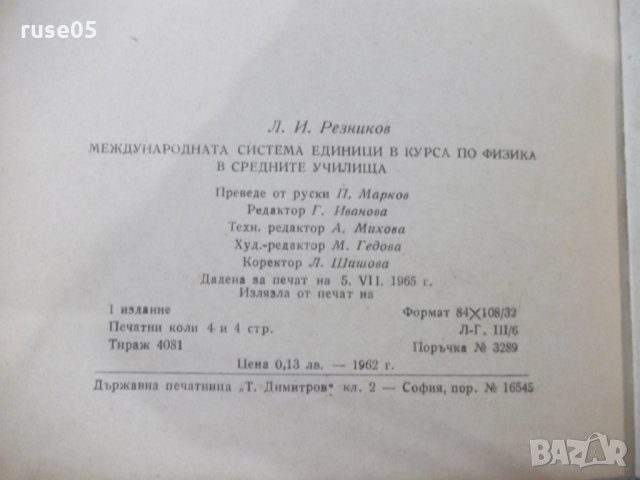 ruse05
Л. И. Резников
МЕЖДУНАРОДНАТА СИСТЕМА ЕДИНИЦИ В КУРСА ПО ФИЗИКА
В СРЕДНИТЕ УЧИЛИЩА
Преведе от руски П. Марков
Редактор Г. Иванова
Техн. редактор А. Михова
Худ.-редактор М. Гедова
Коректор Л. Шишова
Дадена за печат на 5. VII. 1965 г.
Излязла от печат на
I издание Формат 84×108/32
Печатни коли 4 и 4 стр. Л-Г. III/6
Тираж 4081 Поръчка № 3289
Цена 0,13 лв. — 1962 г.
Държавна печатница „Т. Димитров" кл. 2 — София, пор. № 16545
BAZAR